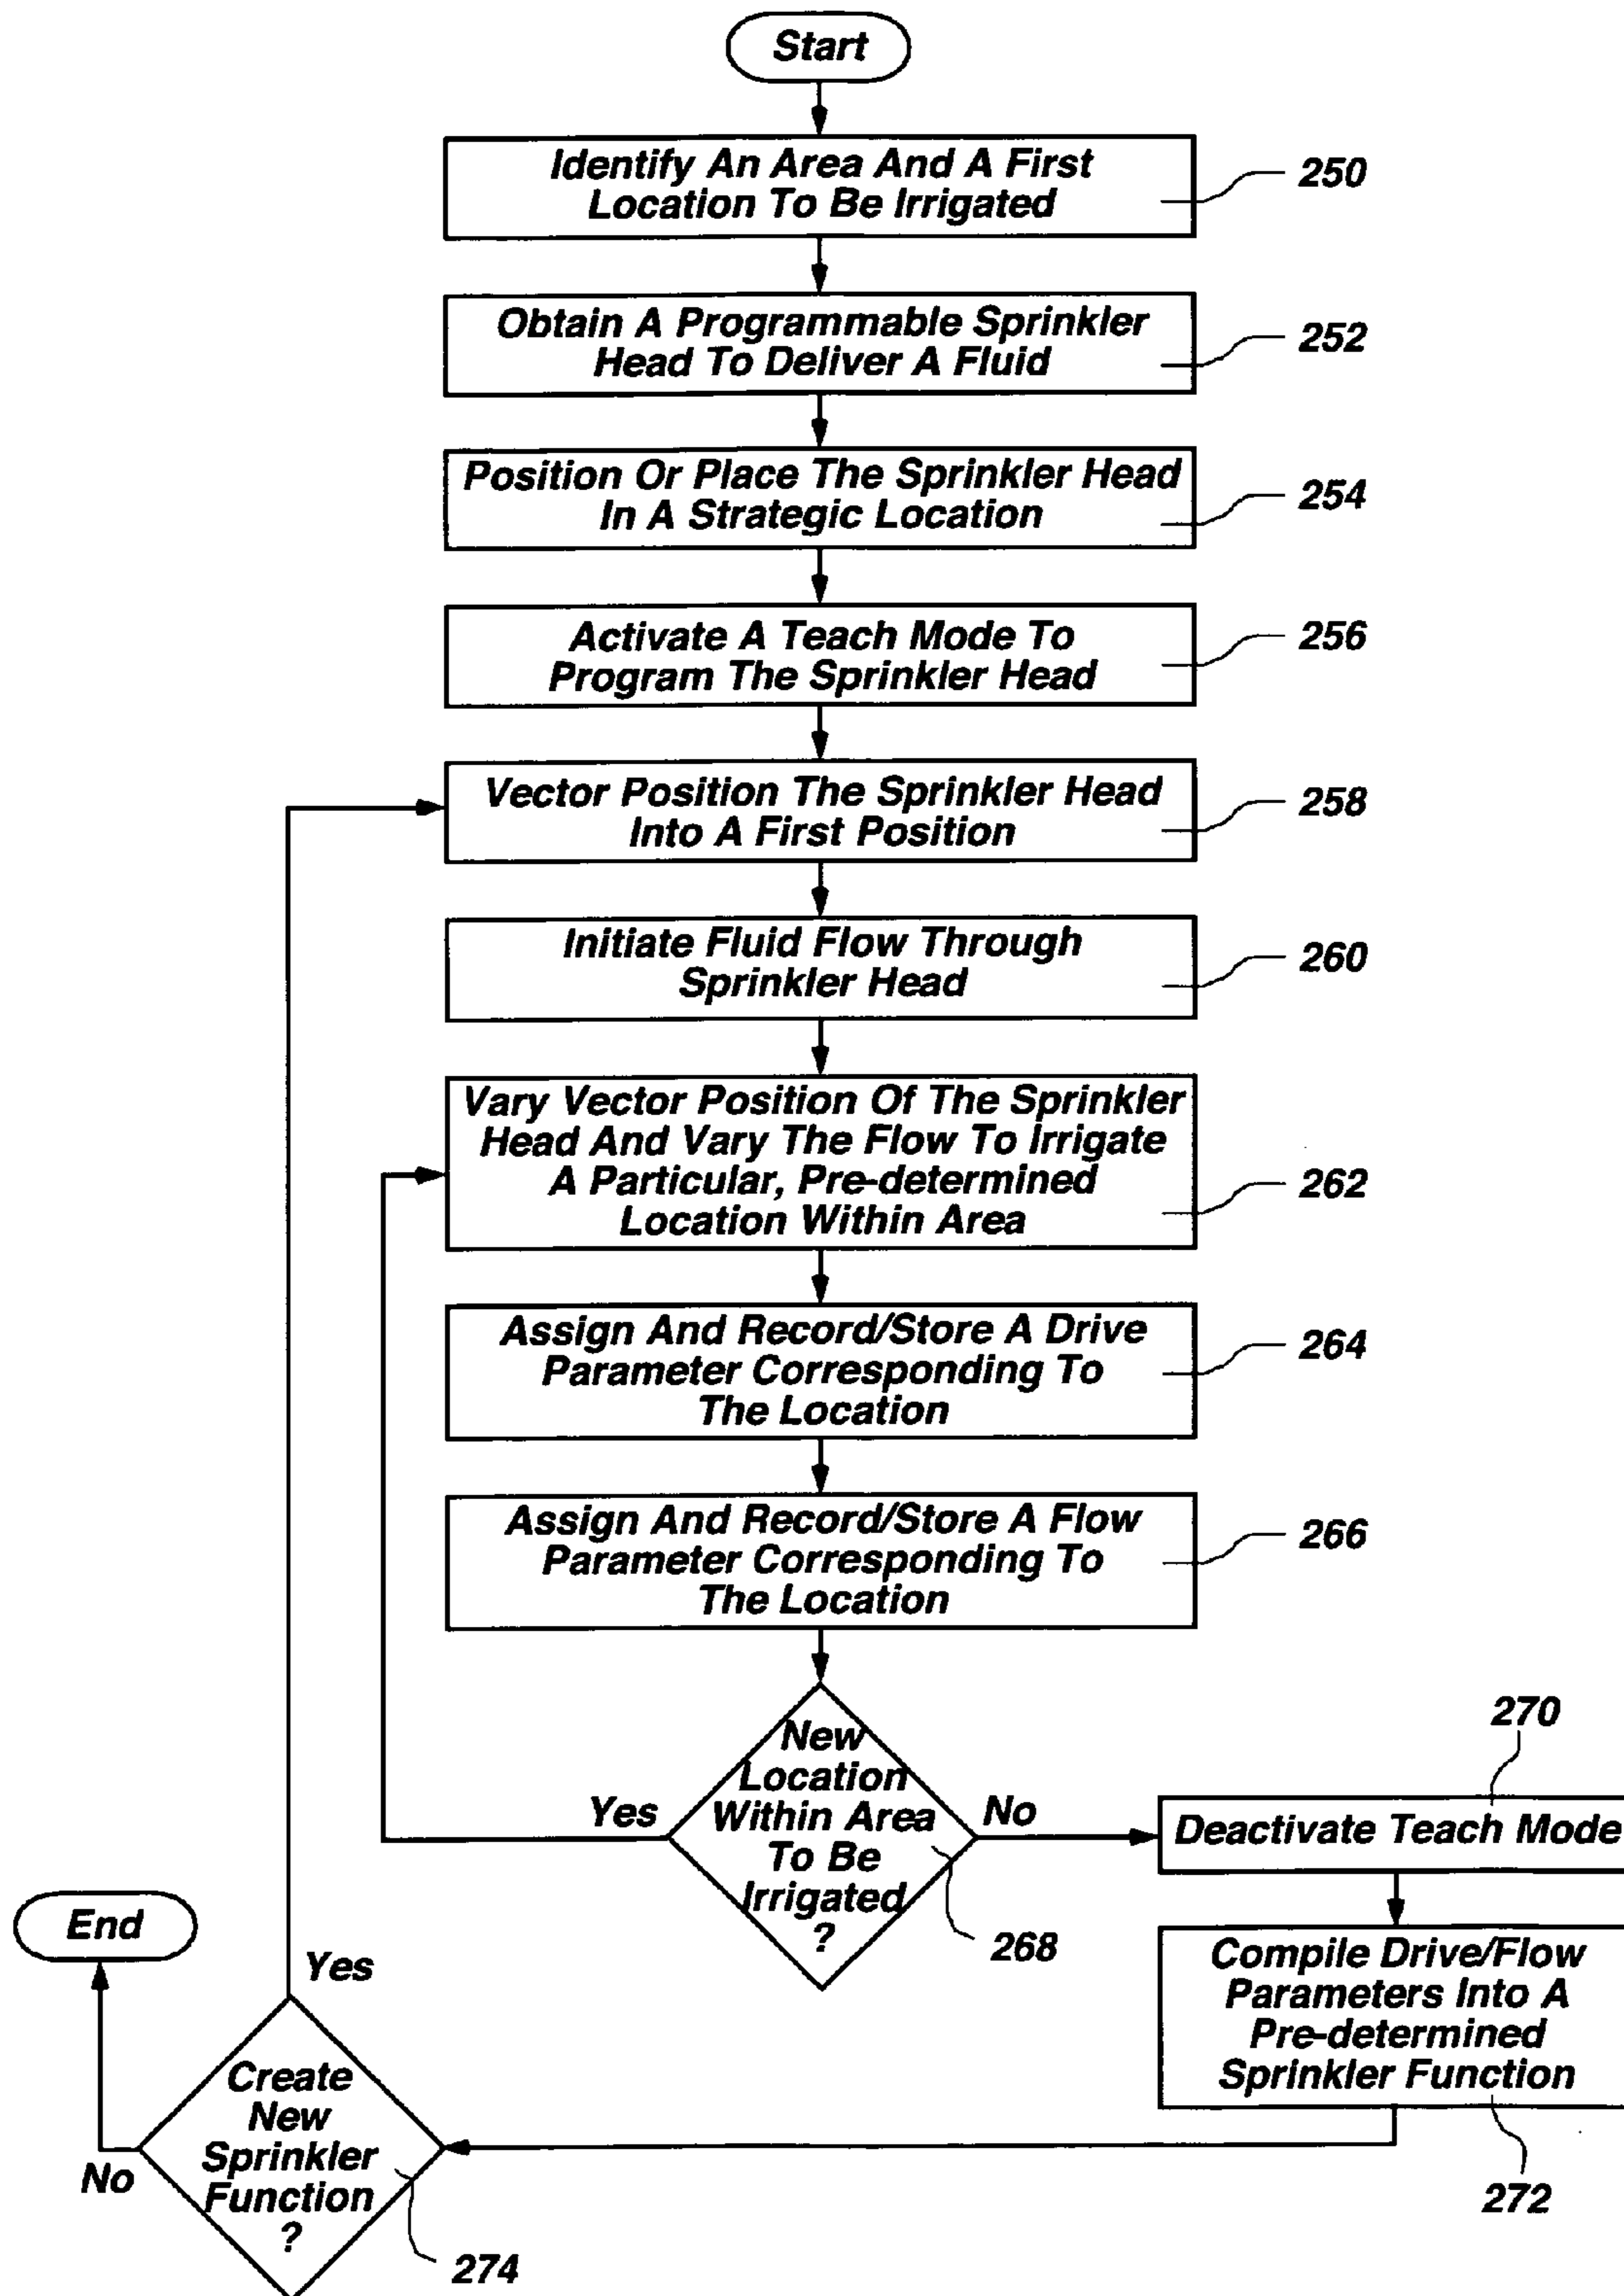 Start
Identify An Area And A First
Location To Be Irrigated
250
Obtain A Programmable Sprinkler
Head To Deliver A Fluid
252
Position Or Place The Sprinkler Head
In A Strategic Location
254
Activate A Teach Mode To
Program The Sprinkler Head
256
Vector Position The Sprinkler Head
Into A First Position
258
Initiate Fluid Flow Through
Sprinkler Head
260
Vary Vector Position Of The Sprinkler
Head And Vary The Flow To Irrigate
A Particular, Pre-determined
Location Within Area
262
Assign And Record/Store A Drive
Parameter Corresponding To
The Location
264
Assign And Record/Store A Flow
Parameter Corresponding To
The Location
266
New
Location
Within Area
To Be
Irrigated
?
268
Yes
No
270
Deactivate Teach Mode
Compile Drive/Flow
Parameters Into A
Pre-determined
Sprinkler Function
272
Create
New
Sprinkler
Function
?
274
Yes
No
End